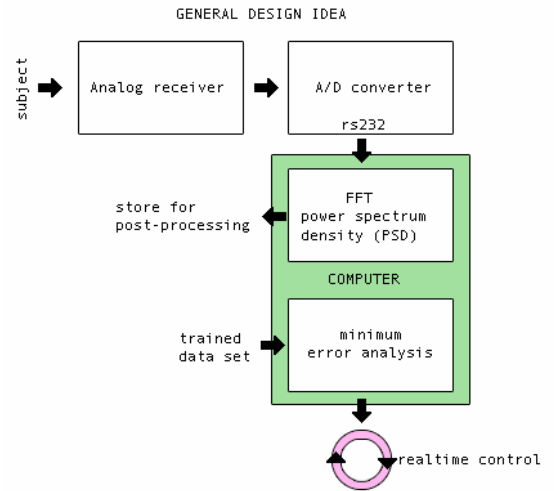 GENERAL DESIGN IDEA
subject
Analog receiver
A/D converter
rs232
FFT
power spectrum
density (PSD)
store for
post-processing
COMPUTER
trained
data set
minimum
error analysis
realtime control